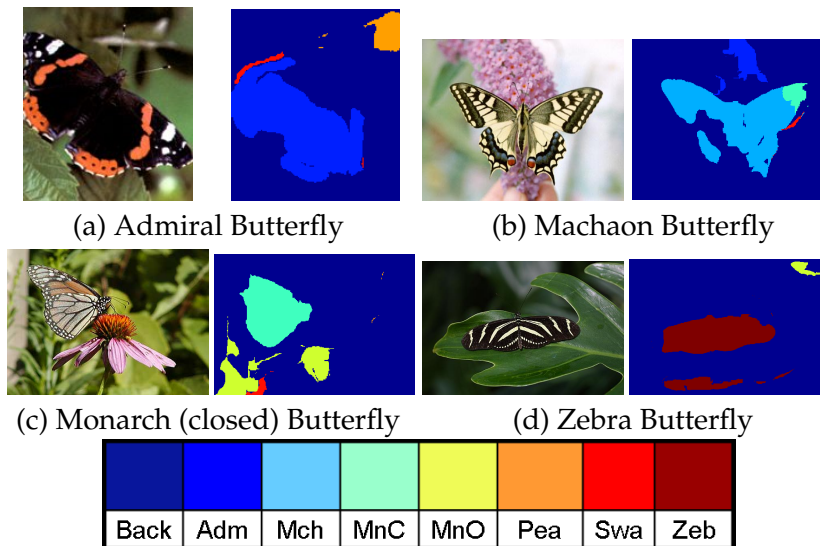 (a) Admiral Butterfly
(b) Machaon Butterfly
(c) Monarch (closed) Butterfly
(d) Zebra Butterfly
Back Adm Mch MnC MnO Pea Swa Zeb